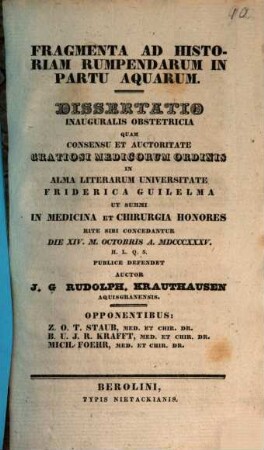 FRAGMENTA AD HISTO-
RIAM RUMPENDARUM IN
PARTU AQUARUM.
DISSERTATIO
INAUGURALIS OBSTETRICIA
QUAM
CONSENSU ET AUCTORITATE
GRATIOSI MEDICORUM ORDINIS
IN
ALMA LITERARUM UNIVERSITATE
FRIDERICA GUILELMA
UT SUMMI
IN MEDICINA ET CHIRURGIA HONORES
RITE SIBI CONCEDANTUR
DIE XIV. M. OCTOBRIS A. MDCCCXXXV.
H. L. Q. S.
PUBLICE DEFENDET
AUCTOR
J. G RUDOLPH, KRAUTHAUSEN
AQUISGRANENSIS.
OPPONENTIBUS:
Z. O. T. STAUB, MED. ET CHIR. DR.
B. U. J. R. KRAFFT, MED. ET CHIR. DR.
MICH. FOEHR, MED. ET CHIR. DR.
BEROLINI,
TYPIS NIETACKIANIS.